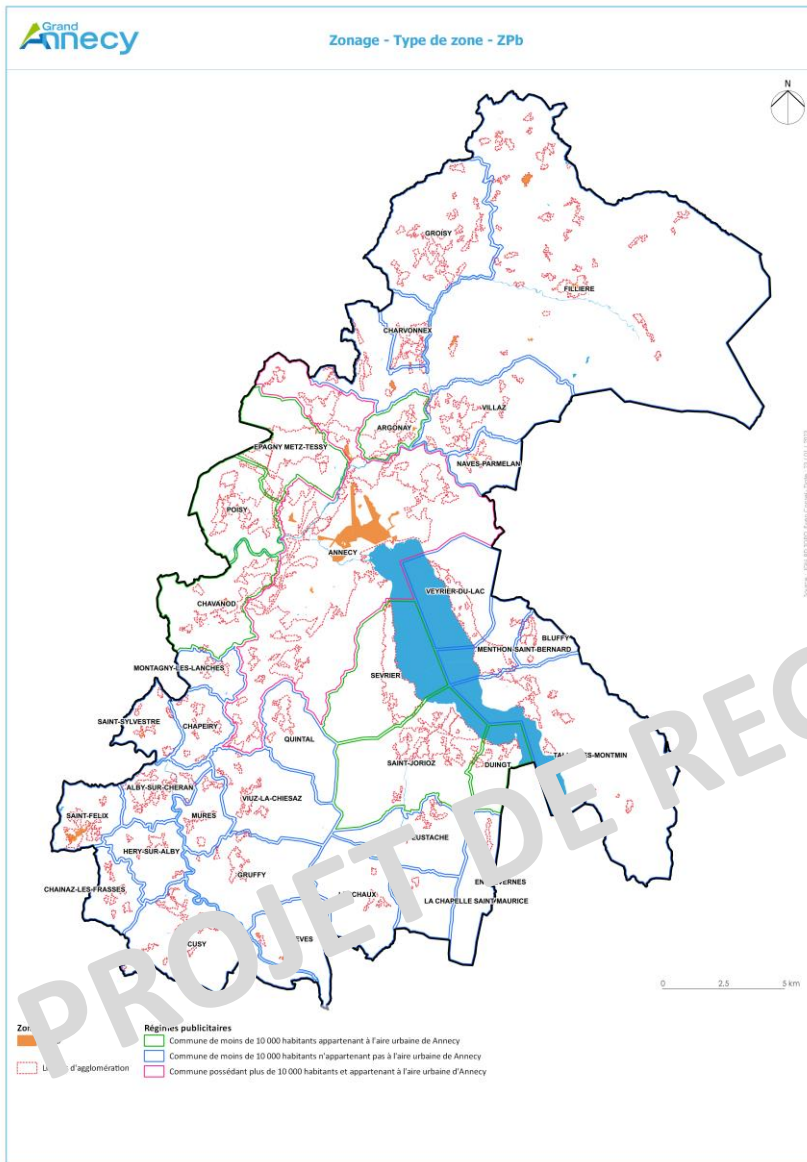 Grand
Annecy
Zonage - Type de zone - ZPb
N
GROISY
FILLIERE
CHARVONNEX
VILLAZ
ARGONAY
EPAGNY METZ-TESSY
NAVES-PARMELAN
POISY
ANNECY
VEYRIER-DU-LAC
CHAVANOD
BLUFFY
MENTHON-SAINT-BERNARD
MONTAGNY-LES-LANCHES
SEVRIER
SAINT-SYLVESTRE
CHAPEIRY
QUINTAL
SAINT-JORIOZ
DUINGT
ALBY-SUR-CHERAN
VIUZ-LA-CHIESAZ
SAINT-FELIX
MURES
HERY-SUR-ALBY
GRUFFY
CHAINAZ-LES-FRASSES
LA CHAPELLE SAINT-MAURICE
CUSY
PROJET DE REG
0 2,5 5 km
Régimes publicitaires
Commune de moins de 10 000 habitants appartenant à l'aire urbaine de Annecy
Commune de moins de 10 000 habitants n'appartenant pas à l'aire urbaine de Annecy
d'agglomération
Commune possédant plus de 10 000 habitants et appartenant à l'aire urbaine d'Annecy